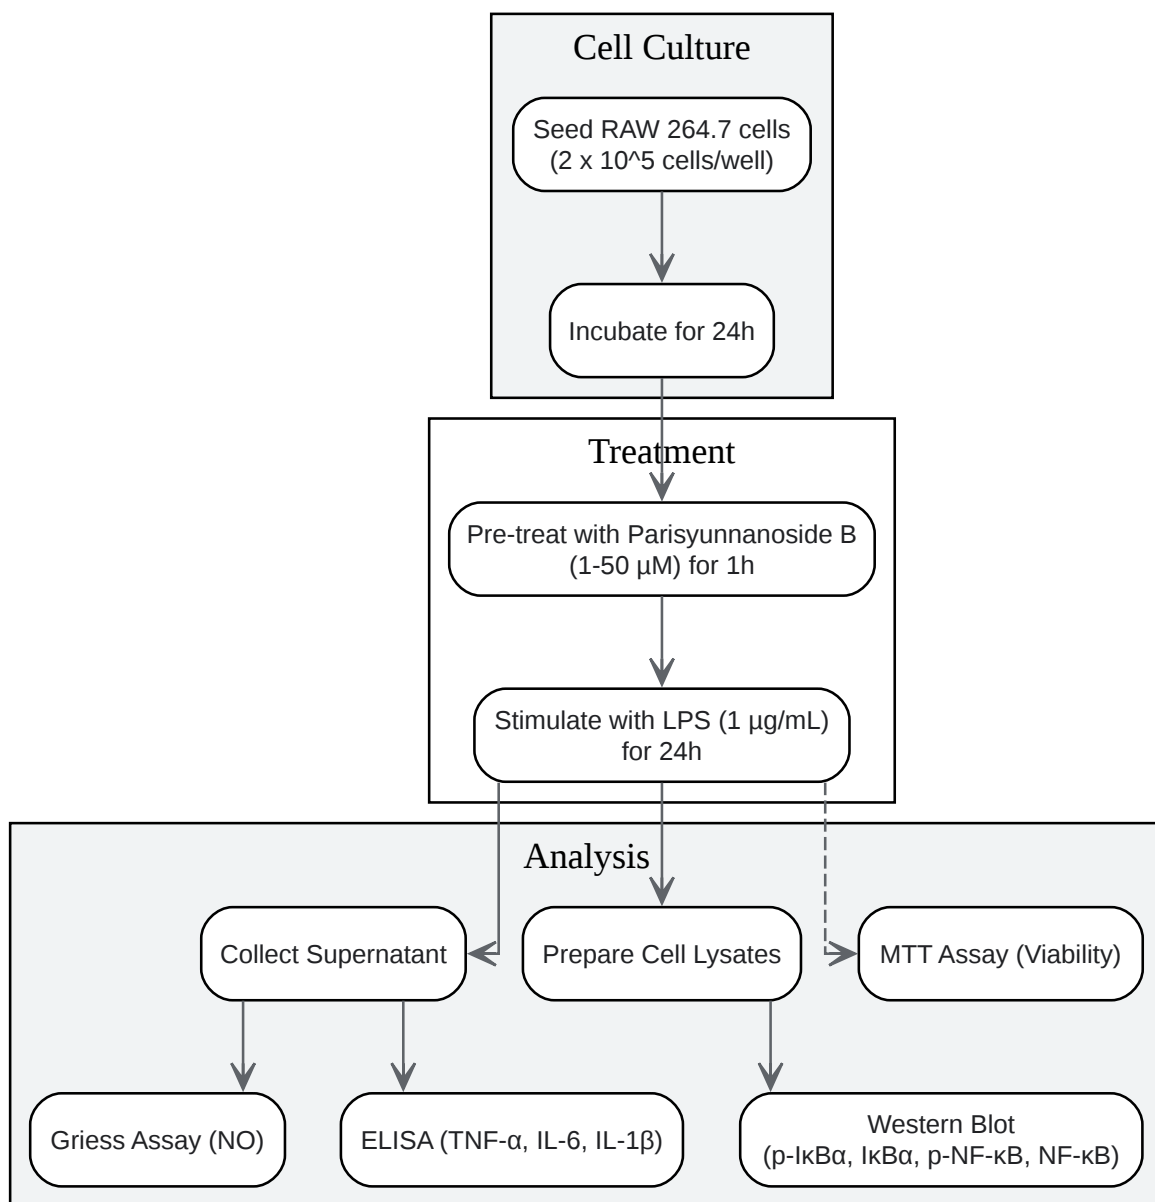 Cell Culture
Seed RAW 264.7 cells
(2 x 10^5 cells/well)
Incubate for 24h
Treatment
Pre-treat with Parisyunnanoside B
(1-50 µM) for 1h
Stimulate with LPS (1 µg/mL)
for 24h
Analysis
Collect Supernatant
Prepare Cell Lysates
MTT Assay (Viability)
Griess Assay (NO)
ELISA (TNF-α, IL-6, IL-1β)
Western Blot
(p-IκBα, IκBα, p-NF-κB, NF-κB)